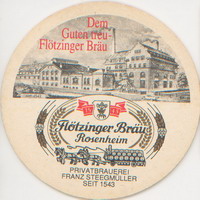 Dem
Guten treu-
Flötzinger Bräu
Flötzinger Bräu
Rosenheim
PRIVATBRAUEREI
FRANZ STEEGMÜLLER
SEIT 1543